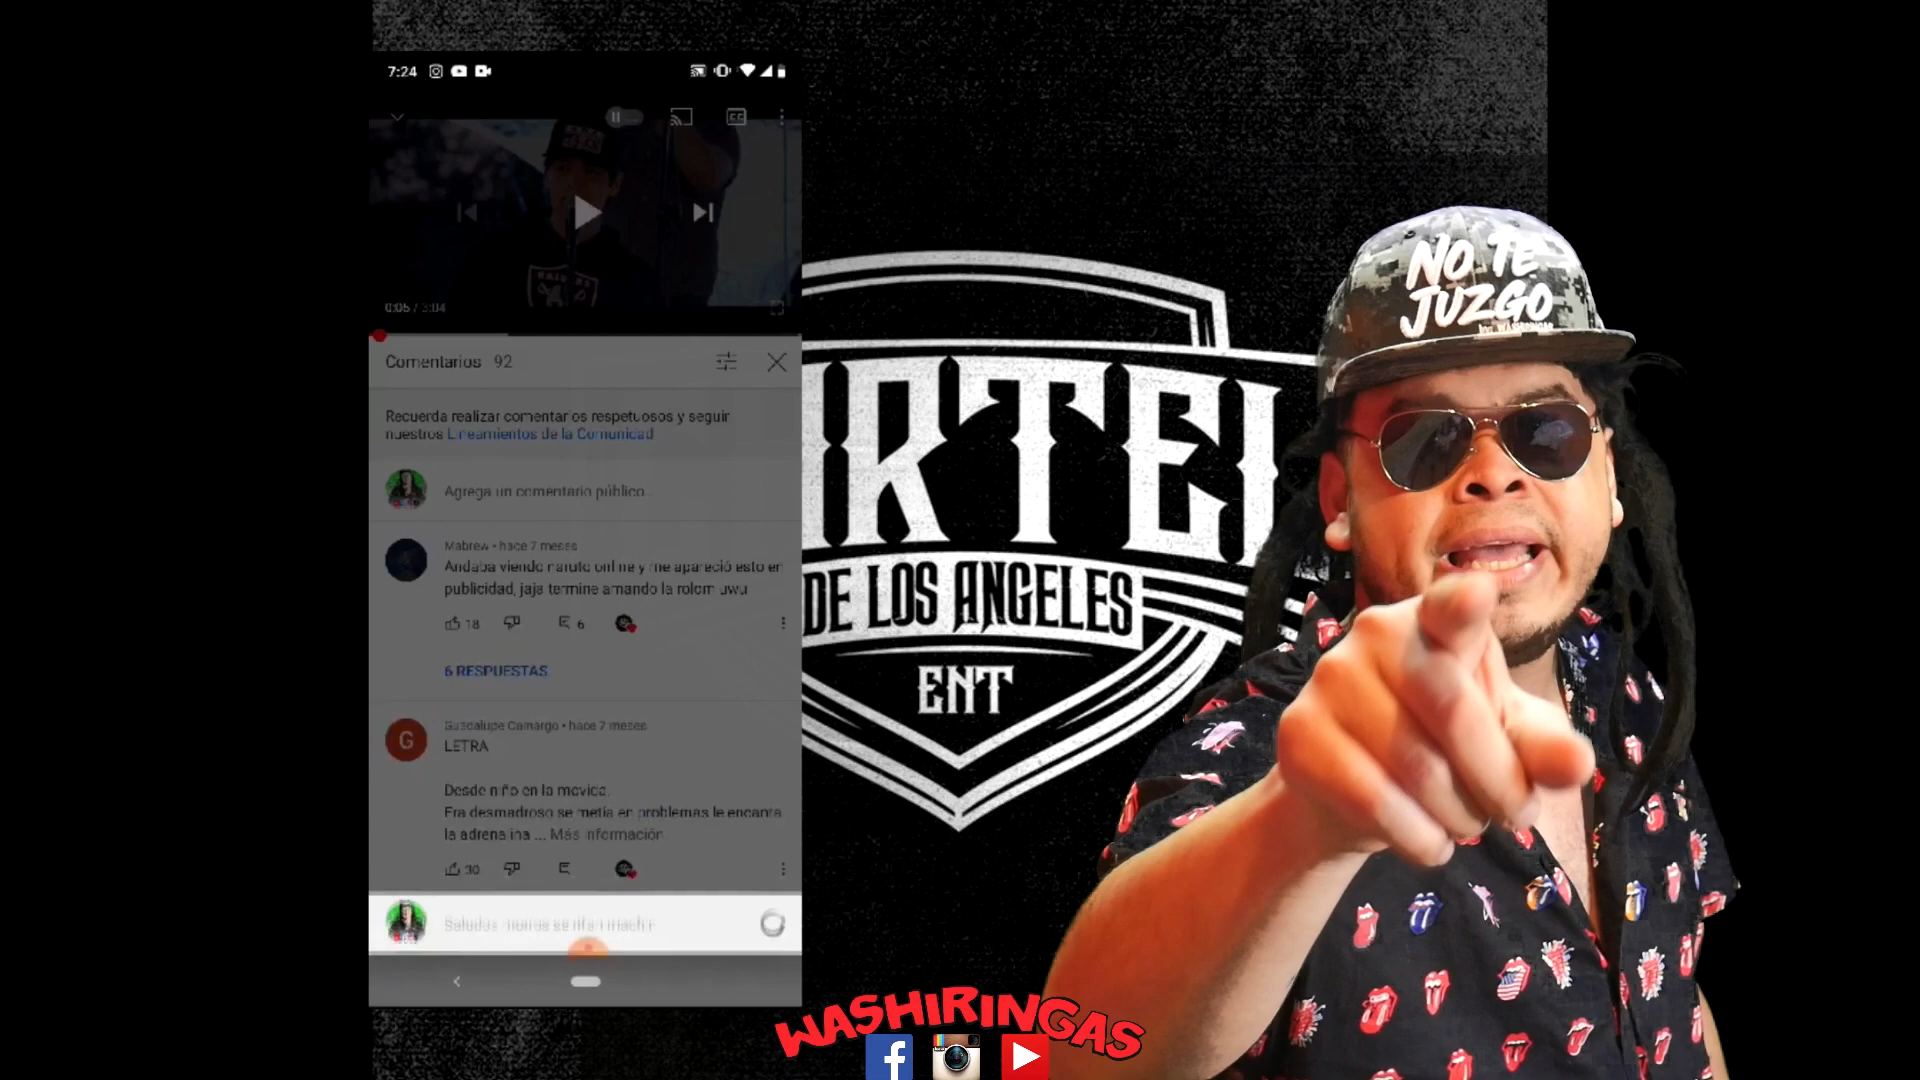 7:24
0:05 / 3:04
Comentarios 92
Recuerda realizar comentarios respetuosos y seguir
nuestros Lineamientos de la Comunidad
Agrega un comentario público...
Mabrew • hace 7 meses
Andaba viendo naruto online y me apareció esto en
publicidad, jaja termine amando la rolom uwu
18
6
6 RESPUESTAS
G
Guadalupe Camargo • hace 7 meses
LETRA
Desde niño en la movida.
Era desmadroso se metía en problemas le encanta
la adrenalina ... Más información
30
RAIDERS
RTEL
DE LOS ANGELES
ENT
NO TE
JUZGO
WASHIRINGAS
f